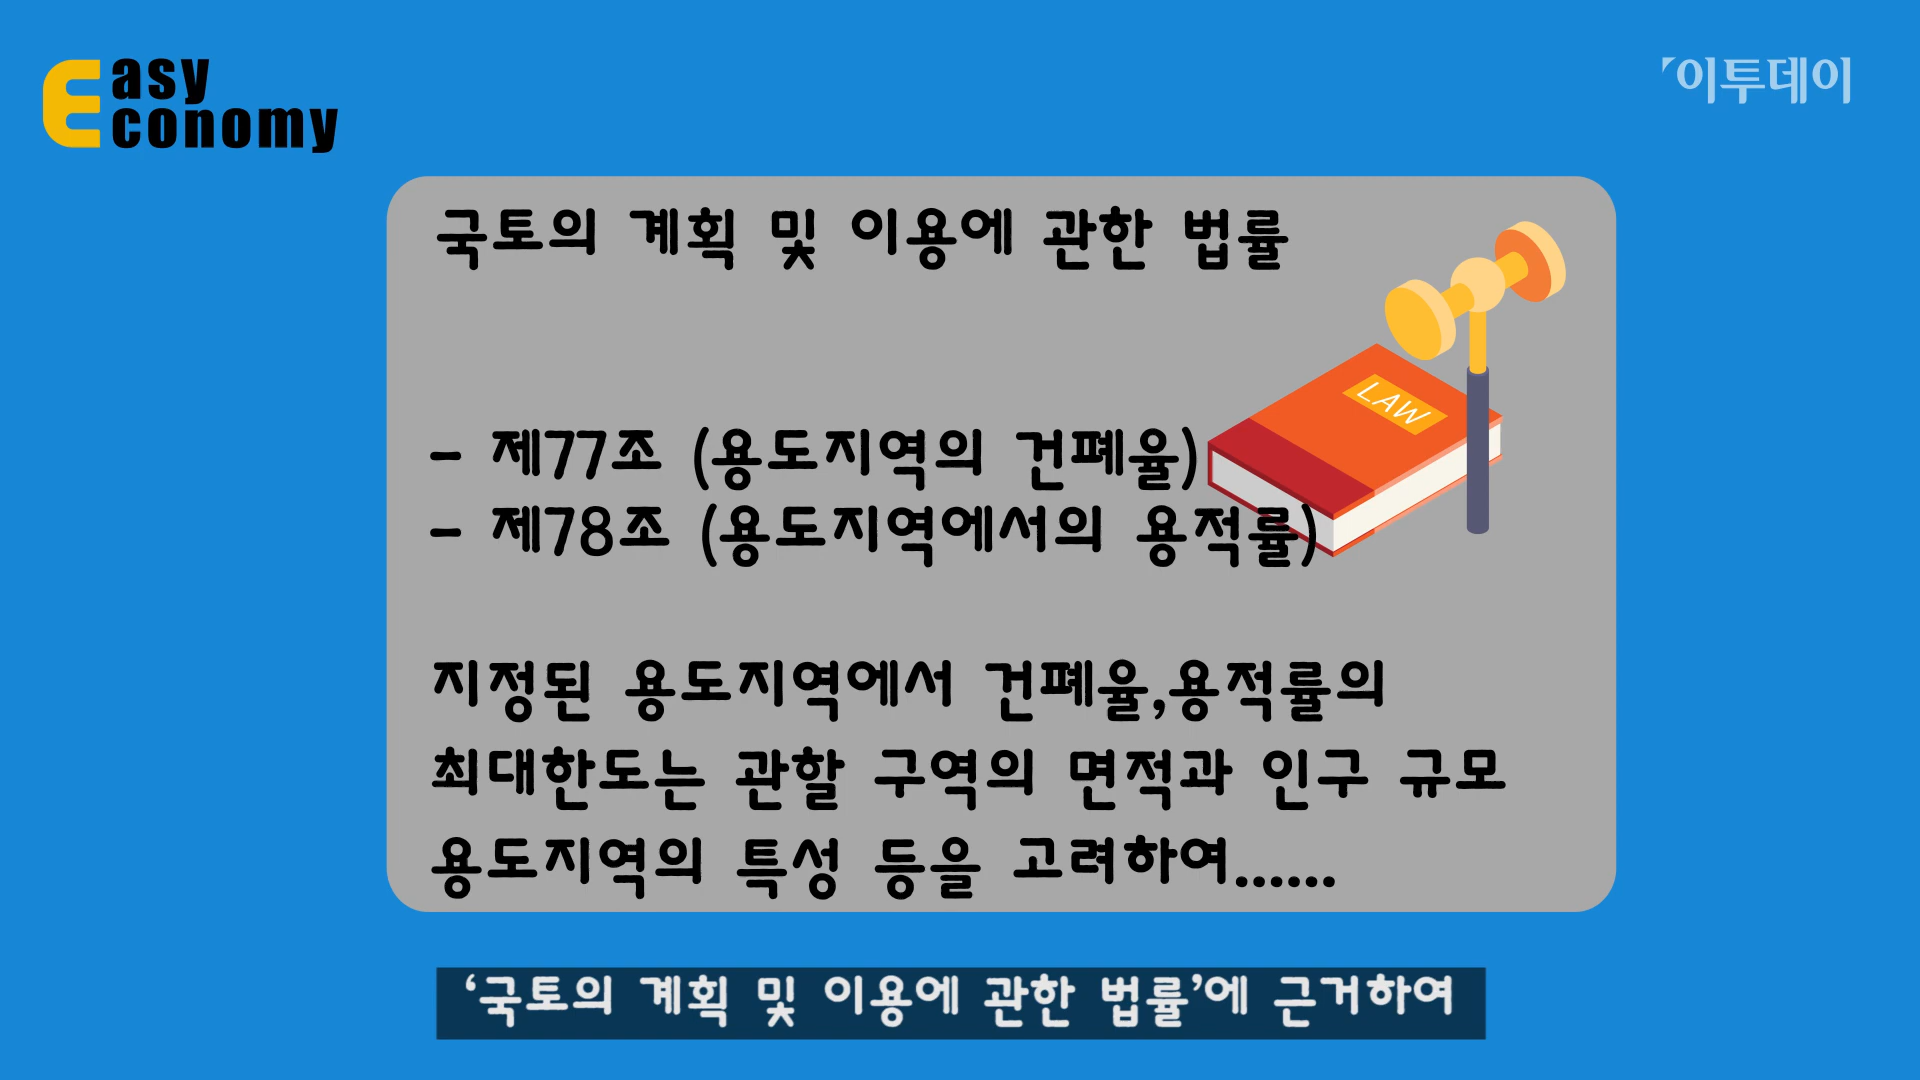 Easy
Economy
이투데이
국토의 계획 및 이용에 관한 법률
LAW
- 제77조 (용도지역의 건폐율)
- 제78조 (용도지역에서의 용적률)
지정된 용도지역에서 건폐율,용적률의
최대한도는 관할 구역의 면적과 인구 규모
용도지역의 특성 등을 고려하여......
‘국토의 계획 및 이용에 관한 법률’에 근거하여